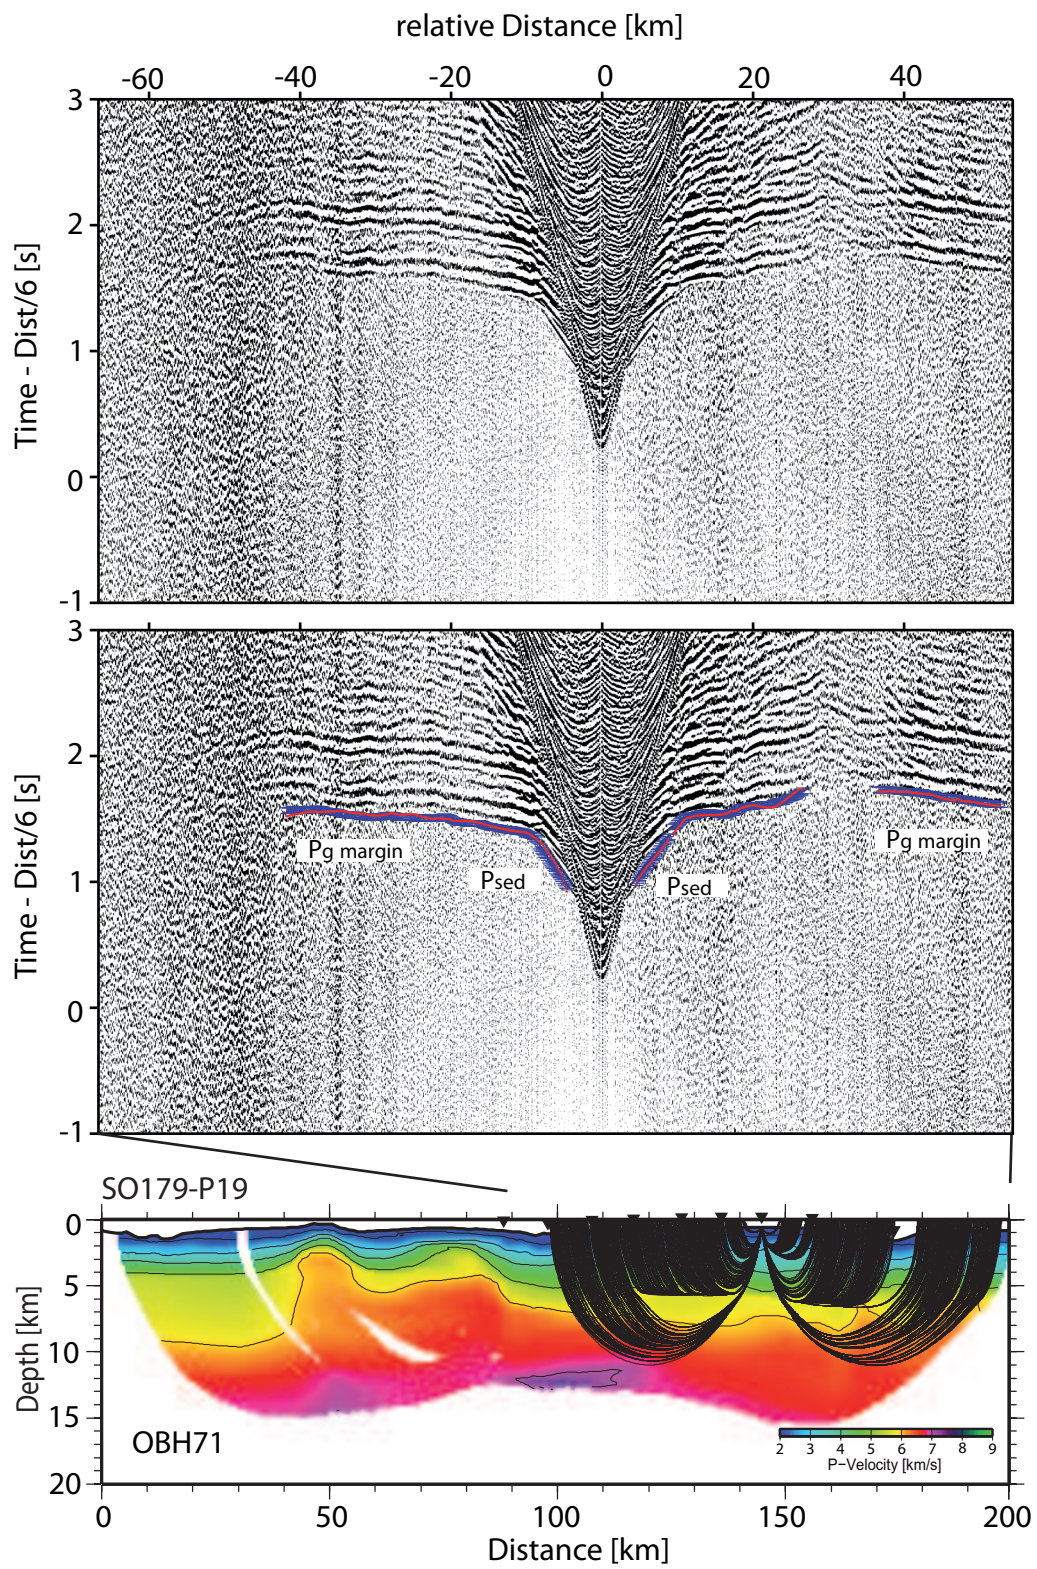 relative Distance [km]
-60 -40 -20 0 20 40
3
2
1
0
-1
Time - Dist/6 [s]
3
2
1
0
-1
Time - Dist/6 [s]
Pg margin
Psed
Psed
Pg margin
SO179-P19
0
5
10
15
20
Depth [km]
OBH71
2 3 4 5 6 7 8 9
P-Velocity [km/s]
0 50 100 150 200
Distance [km]